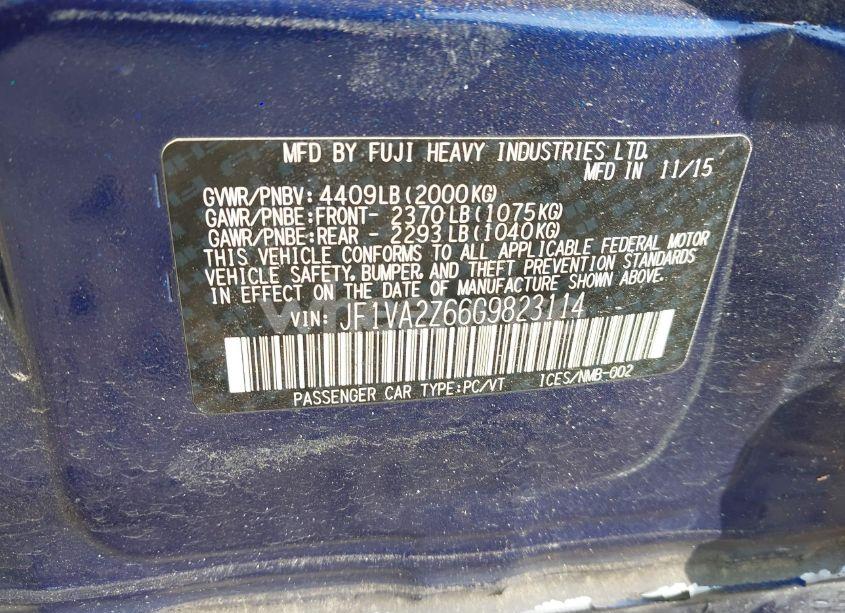 MFD BY FUJI HEAVY INDUSTRIES LTD.
MFD IN 11/15
GVWR/PNBV: 4409LB(2000KG)
GAWR/PNBE:FRONT- 2370LB(1075KG)
GAWR/PNBE:REAR - 2293LB(1040KG)
THIS VEHICLE CONFORMS TO ALL APPLICABLE FEDERAL MOTOR
VEHICLE SAFETY, BUMPER, AND THEFT PREVENTION STANDARDS
IN EFFECT ON THE DATE OF MANUFACTURE SHOWN ABOVE.
VIN: JF1VA2Z66G9823114
PASSENGER CAR TYPE:PC/VT ICES/NMB-002